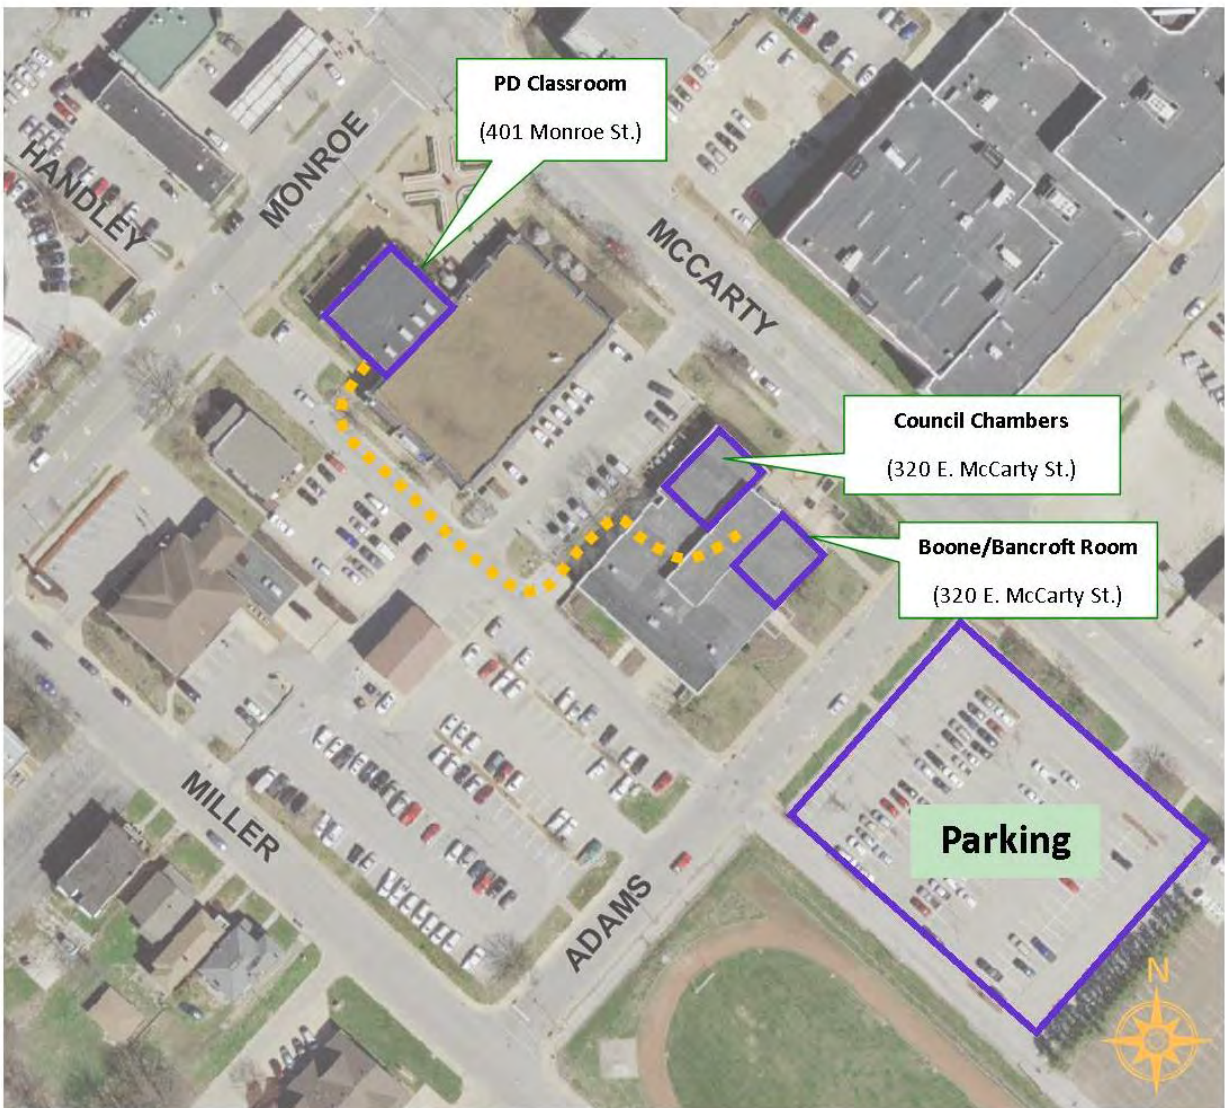 PD Classroom
(401 Monroe St.)
HANDLEY
MONROE
MCCARTY
Council Chambers
(320 E. McCarty St.)
Boone/Bancroft Room
(320 E. McCarty St.)
MILLER
Parking
ADAMS
N